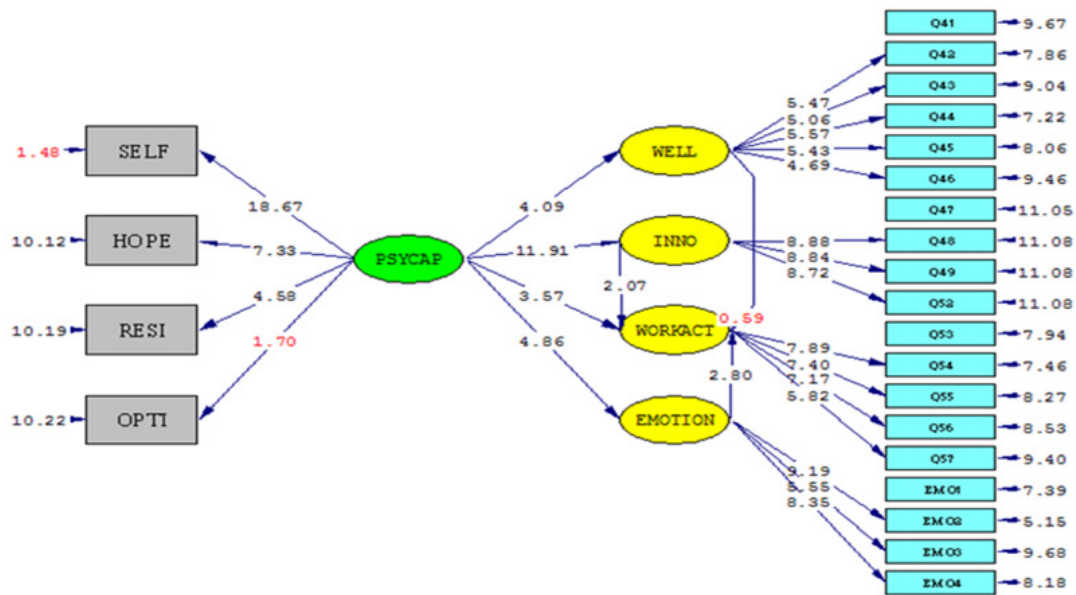 SELF
HOPE
RESI
OPTI
1.48
10.12
10.19
10.22
18.67
7.33
4.58
1.70
PSYCAP
4.09
11.91
3.57
4.86
WELL
INNO
WORKACT
EMOTION
2.07
0.59
2.80
5.47
5.06
5.57
5.43
4.69
8.88
8.84
8.72
7.89
7.40
7.17
5.82
9.19
5.55
8.35
Q41 9.67
Q42 7.86
Q43 9.04
Q44 7.22
Q45 8.06
Q46 9.46
Q47 11.05
Q48 11.08
Q49 11.08
Q52 11.08
Q53 7.94
Q54 7.46
Q55 8.27
Q56 8.53
Q57 9.40
EMO1 7.39
EMO2 5.15
EMO3 9.68
EMO4 8.18